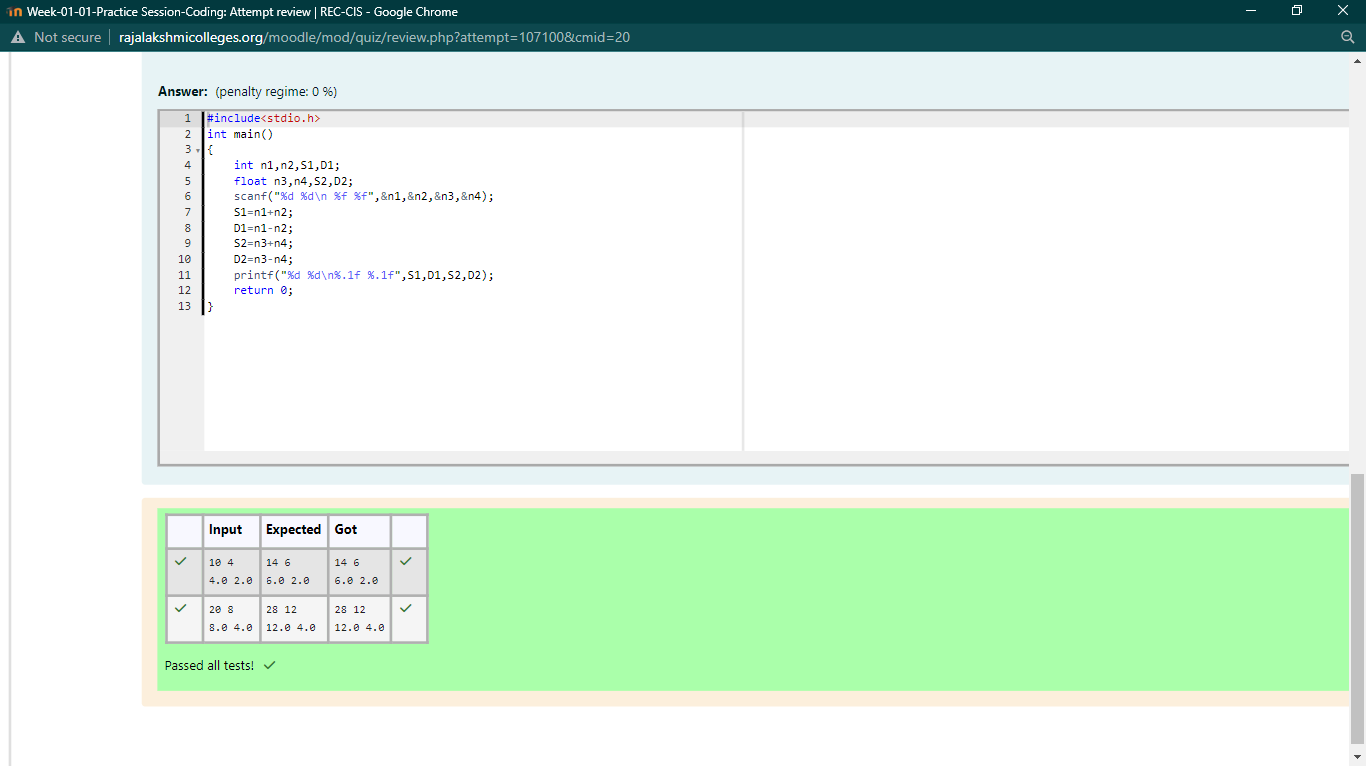 Week-01-01-Practice Session-Coding: Attempt review | REC-CIS - Google Chrome
Not secure | rajalakshmicolleges.org/moodle/mod/quiz/review.php?attempt=107100&cmid=20
Answer: (penalty regime: 0 %)
1 #include<stdio.h>
2 int main()
3 {
4 int n1,n2,S1,D1;
5 float n3,n4,S2,D2;
6 scanf("%d %d\n %f %f",&n1,&n2,&n3,&n4);
7 S1=n1+n2;
8 D1=n1-n2;
9 S2=n3+n4;
10 D2=n3-n4;
11 printf("%d %d\n%.1f %.1f",S1,D1,S2,D2);
12 return 0;
13 }
Input Expected Got
10 4 14 6 14 6
4.0 2.0 6.0 2.0 6.0 2.0
20 8 28 12 28 12
8.0 4.0 12.0 4.0 12.0 4.0
Passed all tests!